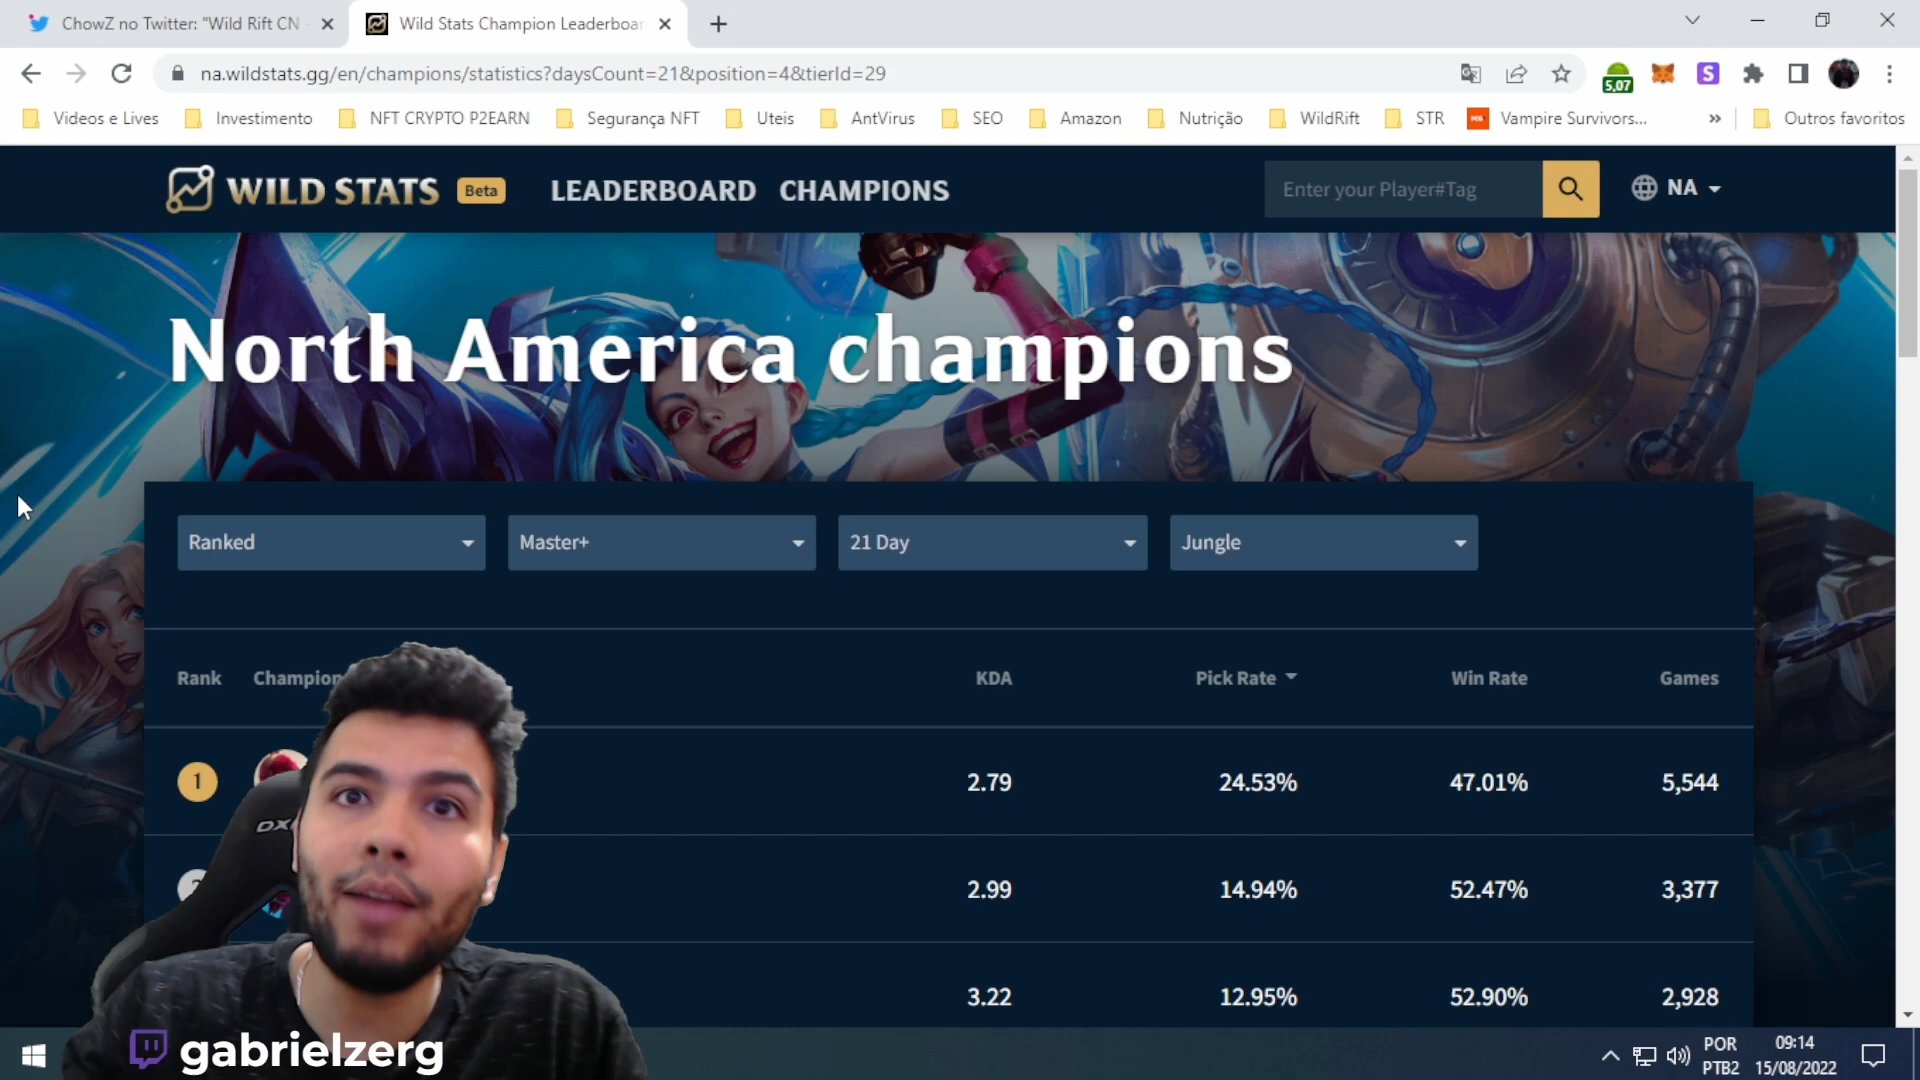 ChowZ no Twitter: "Wild Rift CN
Wild Stats Champion Leaderboar
na.wildstats.gg/en/champions/statistics?daysCount=21&position=4&tierId=29
5,07
S
Videos e Lives
Investimento
NFT CRYPTO P2EARN
Segurança NFT
Uteis
AntVirus
SEO
Amazon
Nutrição
WildRift
STR
Vampire Survivors...
»
Outros favoritos
WILD STATS
Beta
LEADERBOARD
CHAMPIONS
Enter your Player#Tag
NA
North America champions
Ranked
Master+
21 Day
Jungle
Rank
Champion
KDA
Pick Rate
Win Rate
Games
1
2.79
24.53%
47.01%
5,544
2
2.99
14.94%
52.47%
3,377
3.22
12.95%
52.90%
2,928
DX
gabrielzerg
POR
PTB2
09:14
15/08/2022